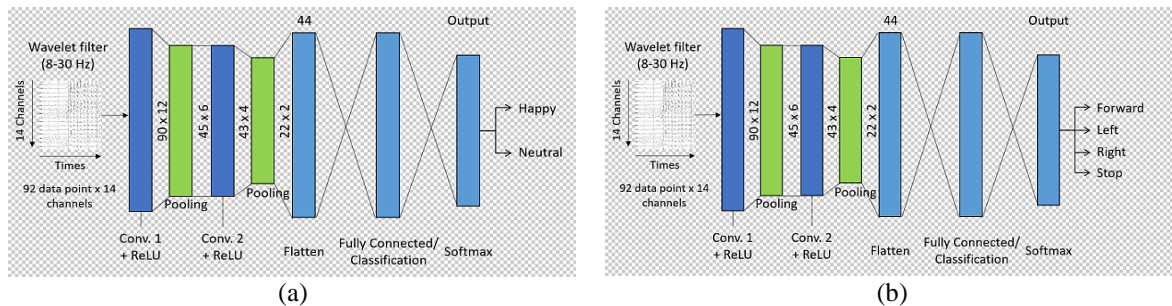 44
Output
Wavelet filter
(8-30 Hz)
14 Channels
Times
92 data point x 14
channels
90 x 12
45 x 6
43 x 4
22 x 2
Pooling
Pooling
Conv. 1
+ ReLU
Conv. 2
+ ReLU
Flatten
Fully Connected/
Classification
Softmax
Happy
Neutral
(a)
44
Output
Wavelet filter
(8-30 Hz)
14 Channels
Times
92 data point x 14
channels
90 x 12
45 x 6
43 x 4
22 x 2
Pooling
Pooling
Conv. 1
+ ReLU
Conv. 2
+ ReLU
Flatten
Fully Connected/
Classification
Softmax
Forward
Left
Right
Stop
(b)